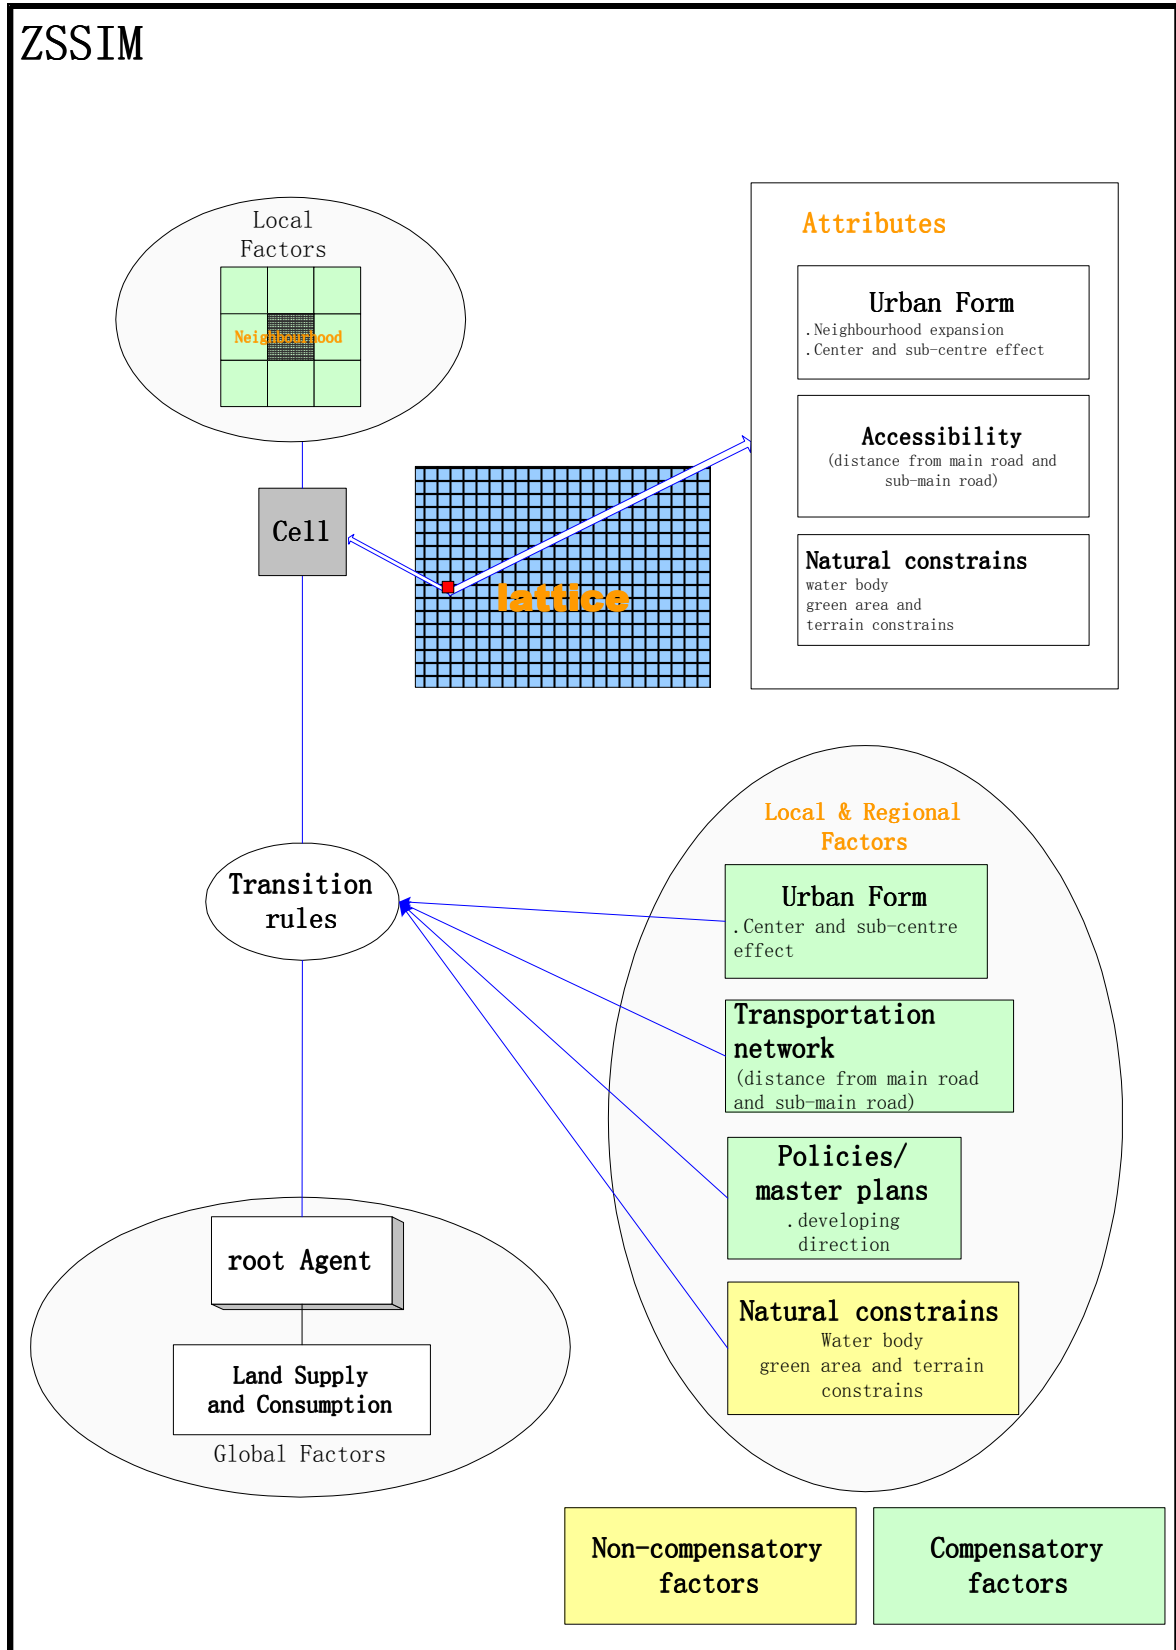 ZSSIM
Local
Factors
Neighbourhood
Cell
lattice
Attributes
Urban Form
.Neighbourhood expansion
.Center and sub-centre effect
Accessibility
(distance from main road and
sub-main road)
Natural constrains
water body
green area and
terrain constrains
Transition
rules
Local & Regional
Factors
Urban Form
.Center and sub-centre
effect
Transportation
network
(distance from main road
and sub-main road)
Policies/
master plans
.developing
direction
Natural constrains
Water body
green area and terrain
constrains
root Agent
Land Supply
and Consumption
Global Factors
Non-compensatory
factors
Compensatory
factors